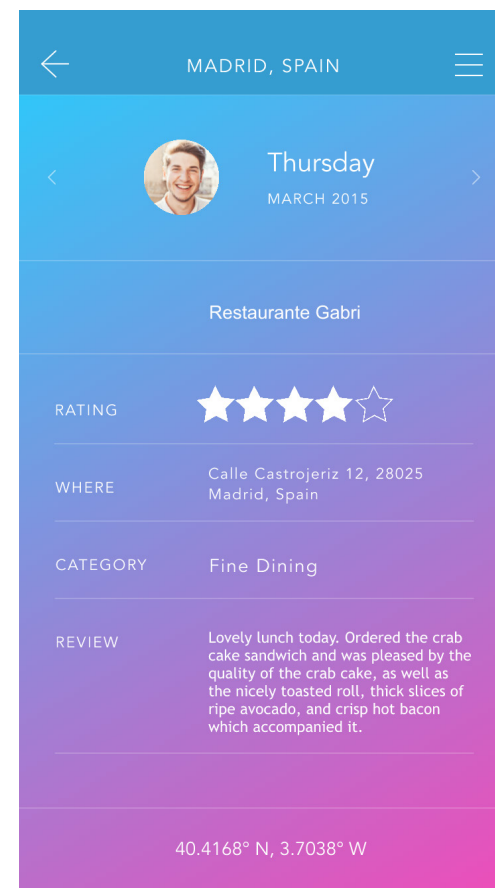 MADRID, SPAIN
Thursday
MARCH 2015
Restaurante Gabri
RATING
WHERE
Calle Castrojeriz 12, 28025
Madrid, Spain
CATEGORY
Fine Dining
REVIEW
Lovely lunch today. Ordered the crab
cake sandwich and was pleased by the
quality of the crab cake, as well as
the nicely toasted roll, thick slices of
ripe avocado, and crisp hot bacon
which accompanied it.
40.4168° N, 3.7038° W